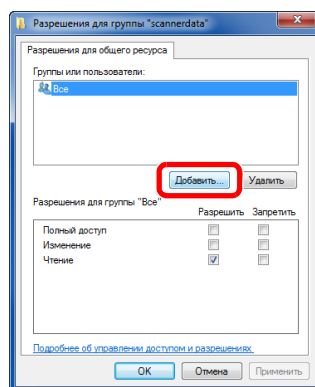 Разрешения для группы "scannerdata"
Разрешения для общего ресурса
Группы или пользователи:
Все
Добавить... Удалить
Разрешения для группы "Все"
Разрешить Запретить
Полный доступ
Изменение
Чтение
Подробнее об управлении доступом и разрешениях
OK Отмена Применить